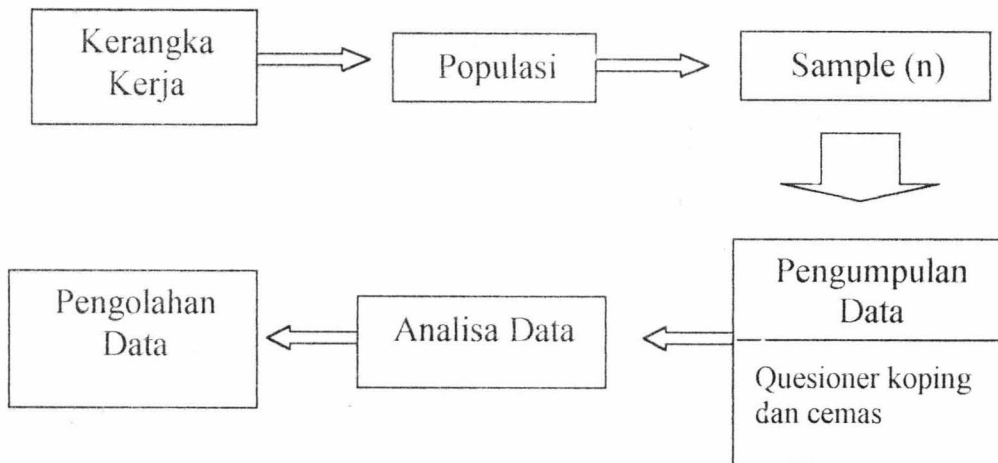 Kerangka
Kerja
Populasi
Sample (n)
Pengumpulan
Data
Quesioner koping
dan cemas
Analisa Data
Pengolahan
Data